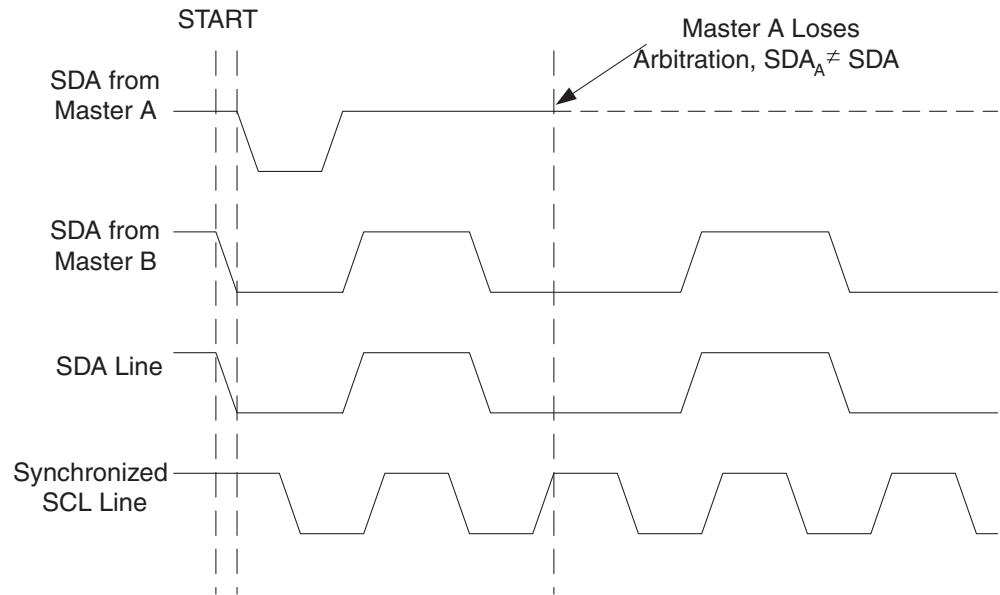 START
Master A Loses
Arbitration, SDA_A ≠ SDA
SDA from
Master A
SDA from
Master B
SDA Line
Synchronized
SCL Line